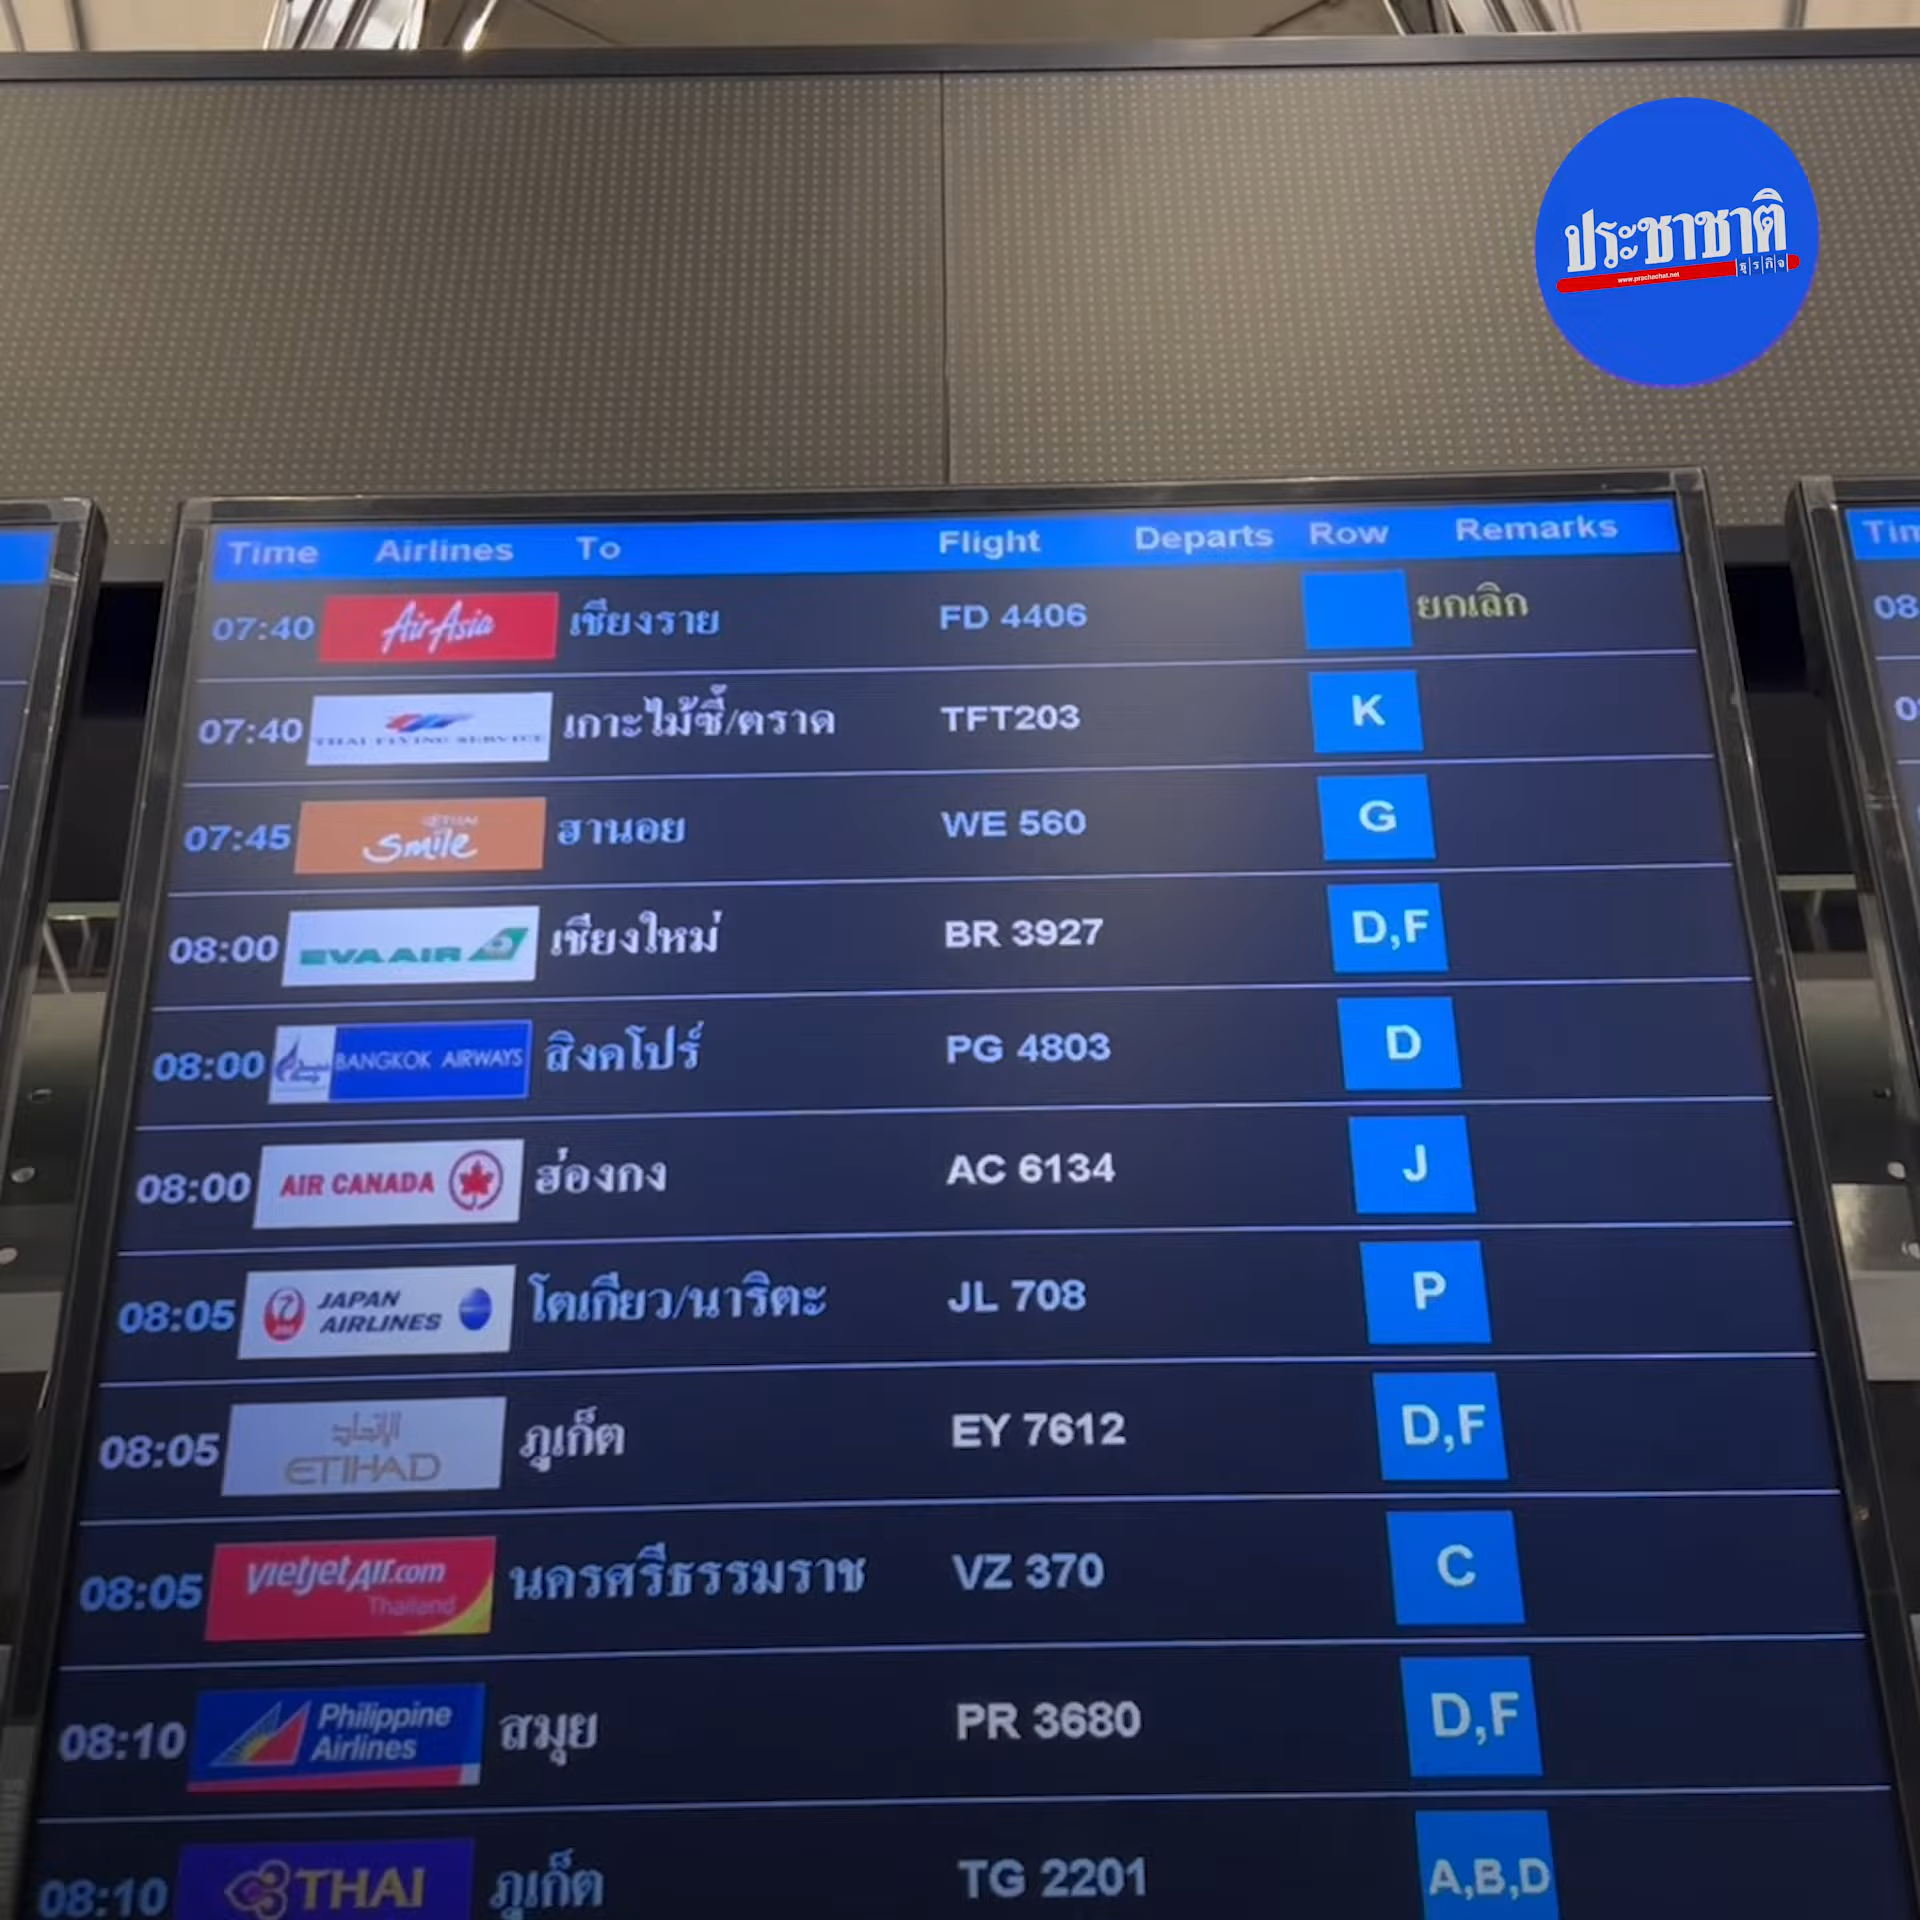 ประชาชาติ
ธุรกิจ
www.prachachat.net
Time Airlines To Flight Departs Row Remarks
07:40 AirAsia เชียงราย FD 4406 ยกเลิก
07:40 THAI FLYING SERVICE เกาะไม้ซี้/ตราด TFT203 K
07:45 THAI Smile ฮานอย WE 560 G
08:00 EVA AIR เชียงใหม่ BR 3927 D,F
08:00 BANGKOK AIRWAYS สิงคโปร์ PG 4803 D
08:00 AIR CANADA ฮ่องกง AC 6134 J
08:05 JAPAN AIRLINES โตเกียว/นาริตะ JL 708 P
08:05 الإتحاد ETIHAD ภูเก็ต EY 7612 D,F
08:05 vietjetAir.com Thailand นครศรีธรรมราช VZ 370 C
08:10 Philippine Airlines สมุย PR 3680 D,F
08:10 THAI ภูเก็ต TG 2201 A,B,D